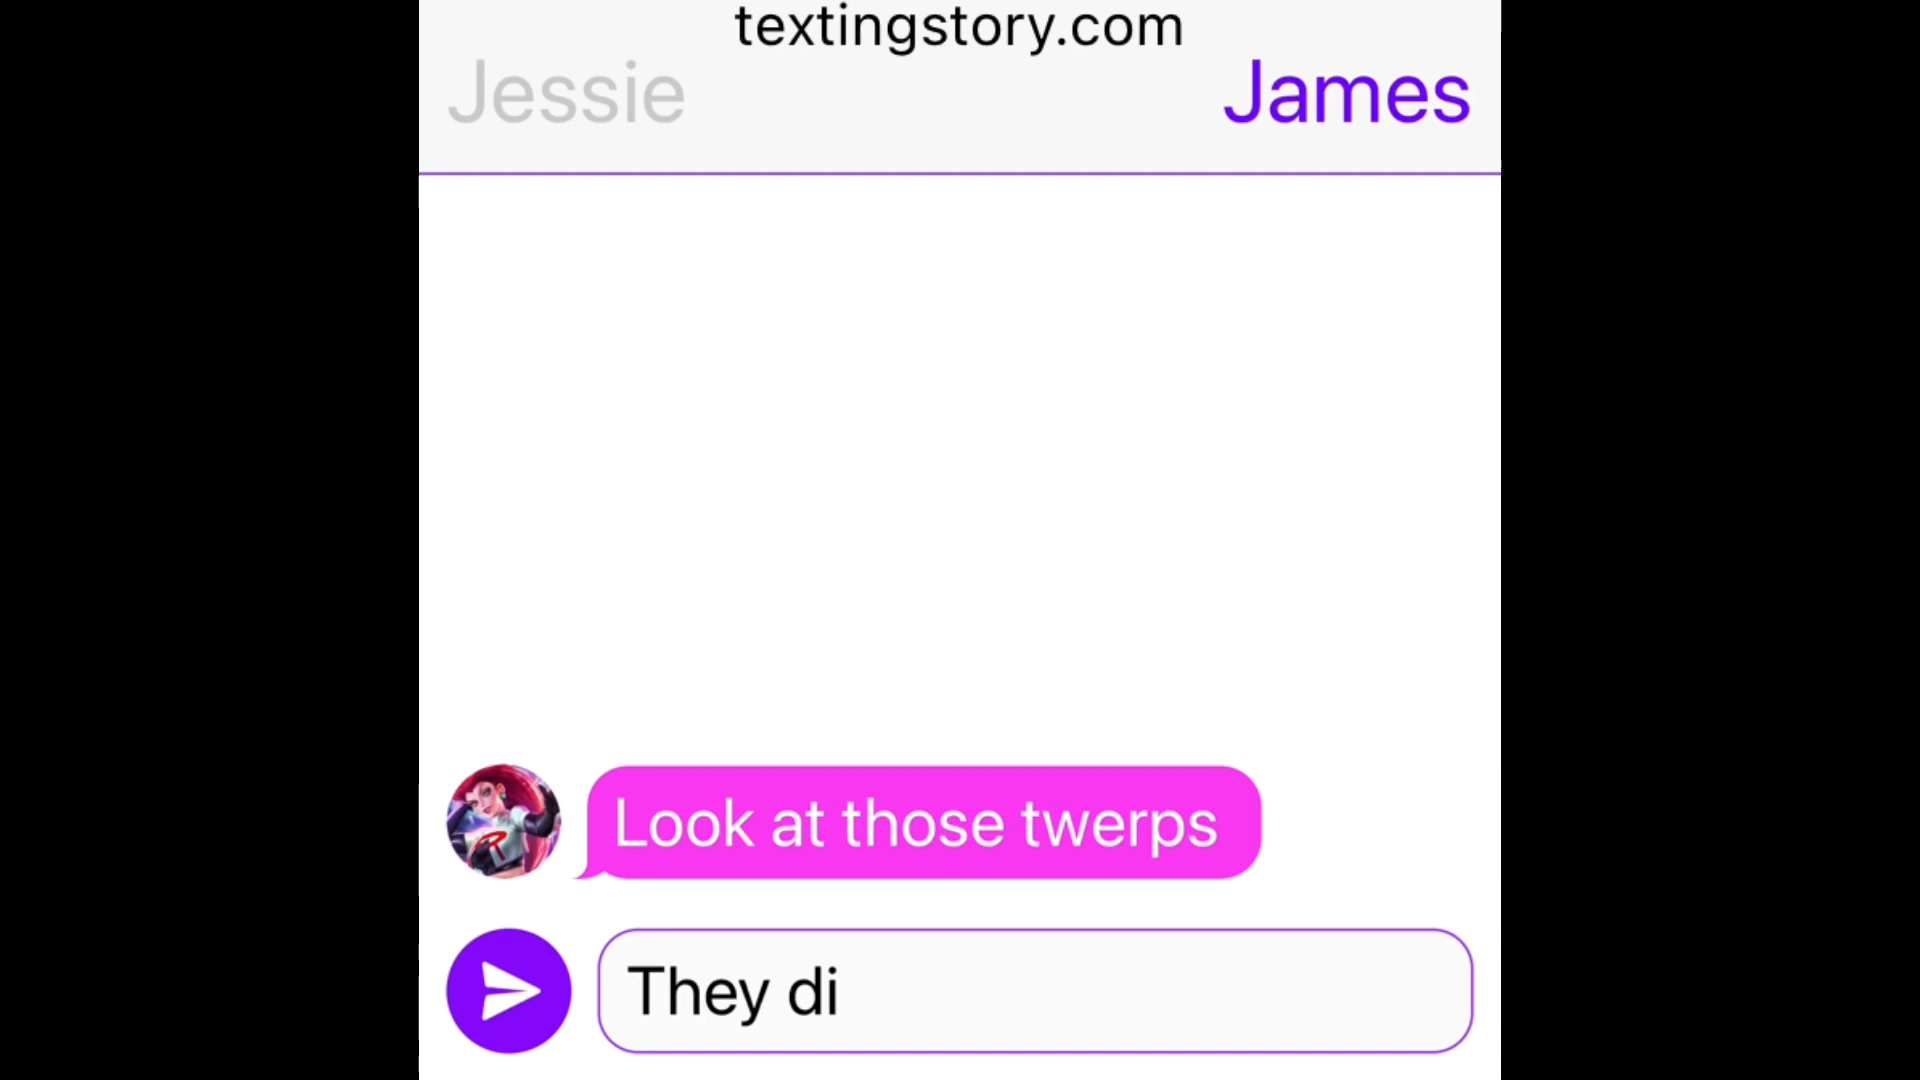 textingstory.com
Jessie
James
Look at those twerps
They di